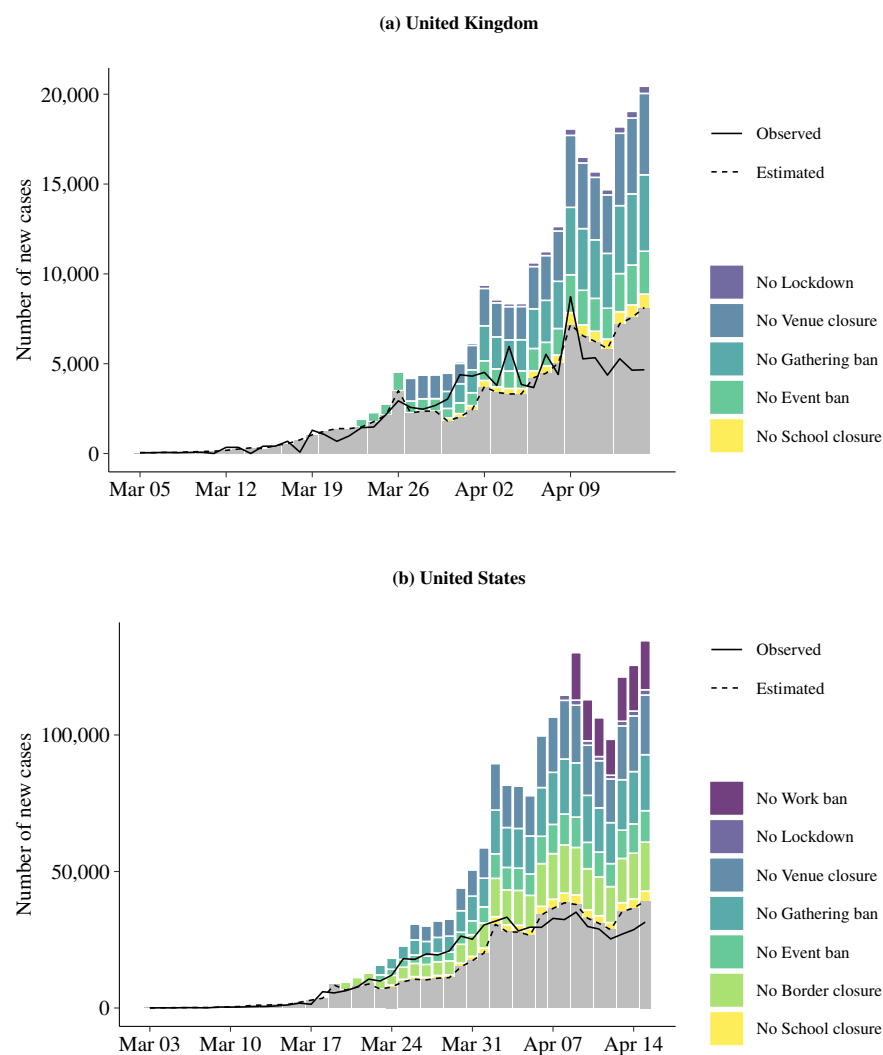 (a) United Kingdom
Number of new cases
20,000
15,000
10,000
5,000
0
Mar 05 Mar 12 Mar 19 Mar 26 Apr 02 Apr 09
Observed
Estimated
No Lockdown
No Venue closure
No Gathering ban
No Event ban
No School closure
(b) United States
Number of new cases
100,000
50,000
0
Mar 03 Mar 10 Mar 17 Mar 24 Mar 31 Apr 07 Apr 14
Observed
Estimated
No Work ban
No Lockdown
No Venue closure
No Gathering ban
No Event ban
No Border closure
No School closure